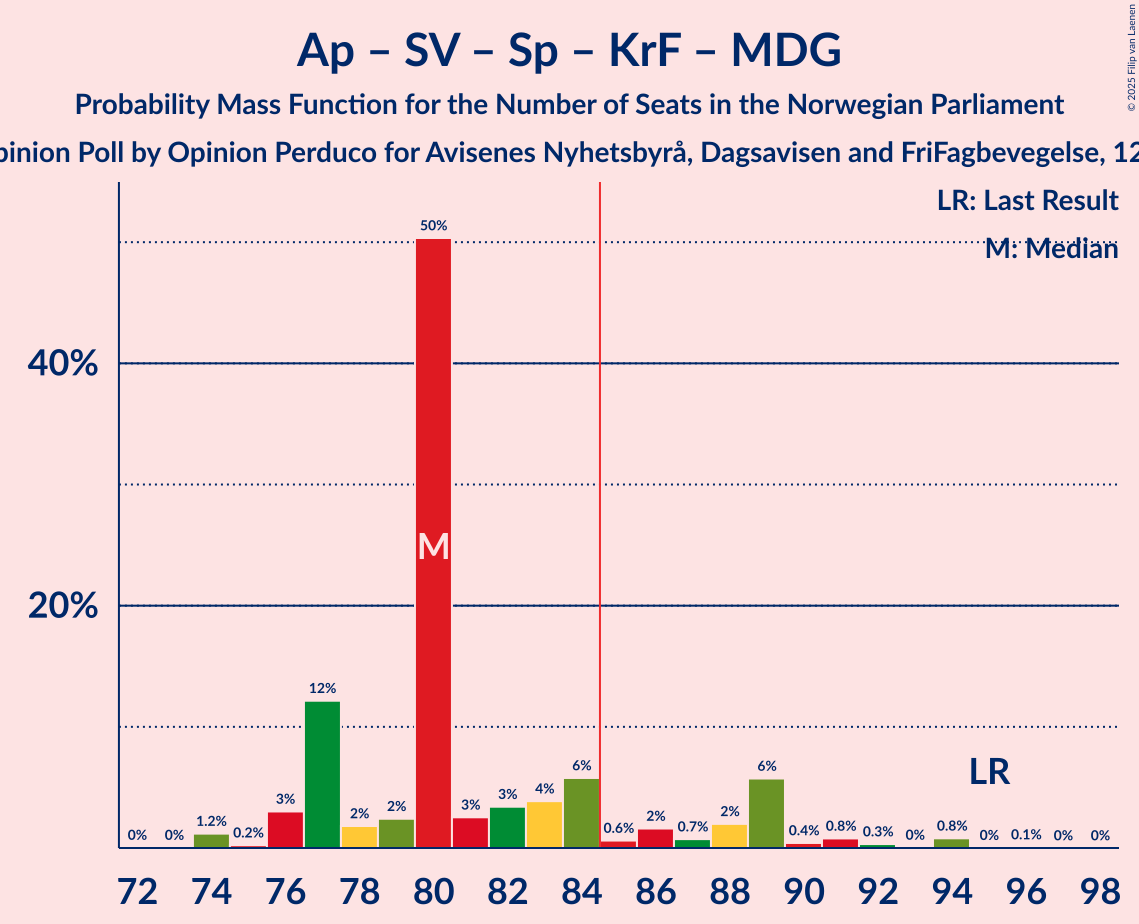 Ap – SV – Sp – KrF – MDG
Probability Mass Function for the Number of Seats in the Norwegian Parliament
pinion Poll by Opinion Perduco for Avisenes Nyhetsbyrå, Dagsavisen and FriFagbevegelse, 12
© 2025 Filip van Laenen
LR: Last Result
M: Median
50%
40%
M
20%
12%
LR
0% 0% 1.2% 0.2% 3% 2% 2% 3% 3% 4% 6% 0.6% 2% 0.7% 2% 6% 0.4% 0.8% 0.3% 0% 0.8% 0% 0.1% 0% 0%
72 74 76 78 80 82 84 86 88 90 92 94 96 98